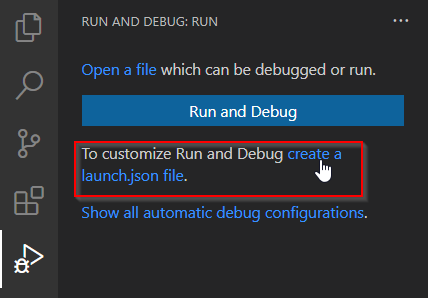 RUN AND DEBUG: RUN
Open a file which can be debugged or run.
Run and Debug
To customize Run and Debug create a
launch.json file.
Show all automatic debug configurations.